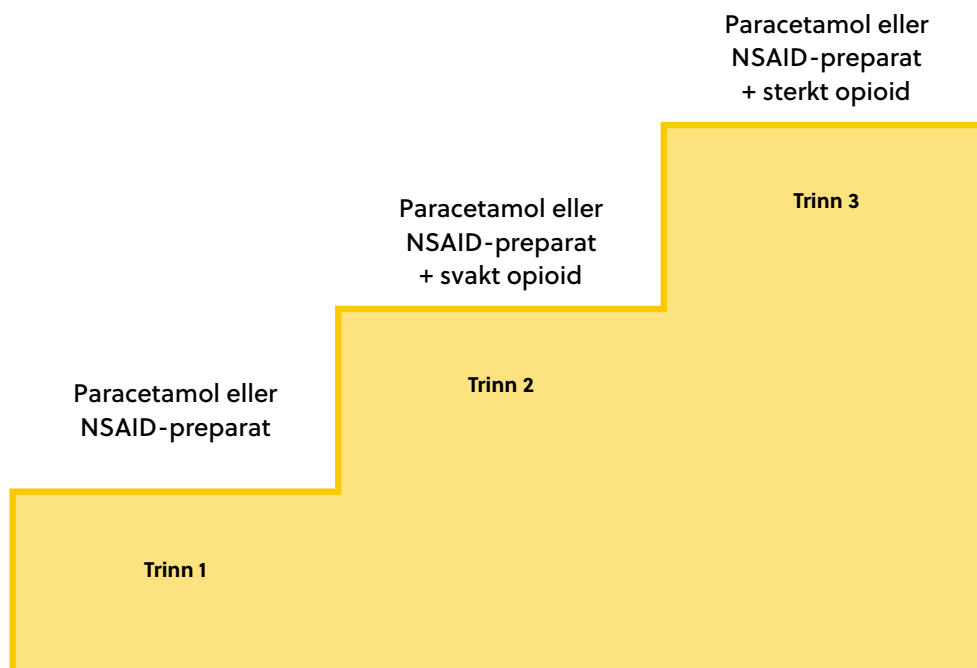 Paracetamol eller
NSAID-preparat
+ sterkt opioid
Trinn 3
Paracetamol eller
NSAID-preparat
+ svakt opioid
Trinn 2
Paracetamol eller
NSAID-preparat
Trinn 1